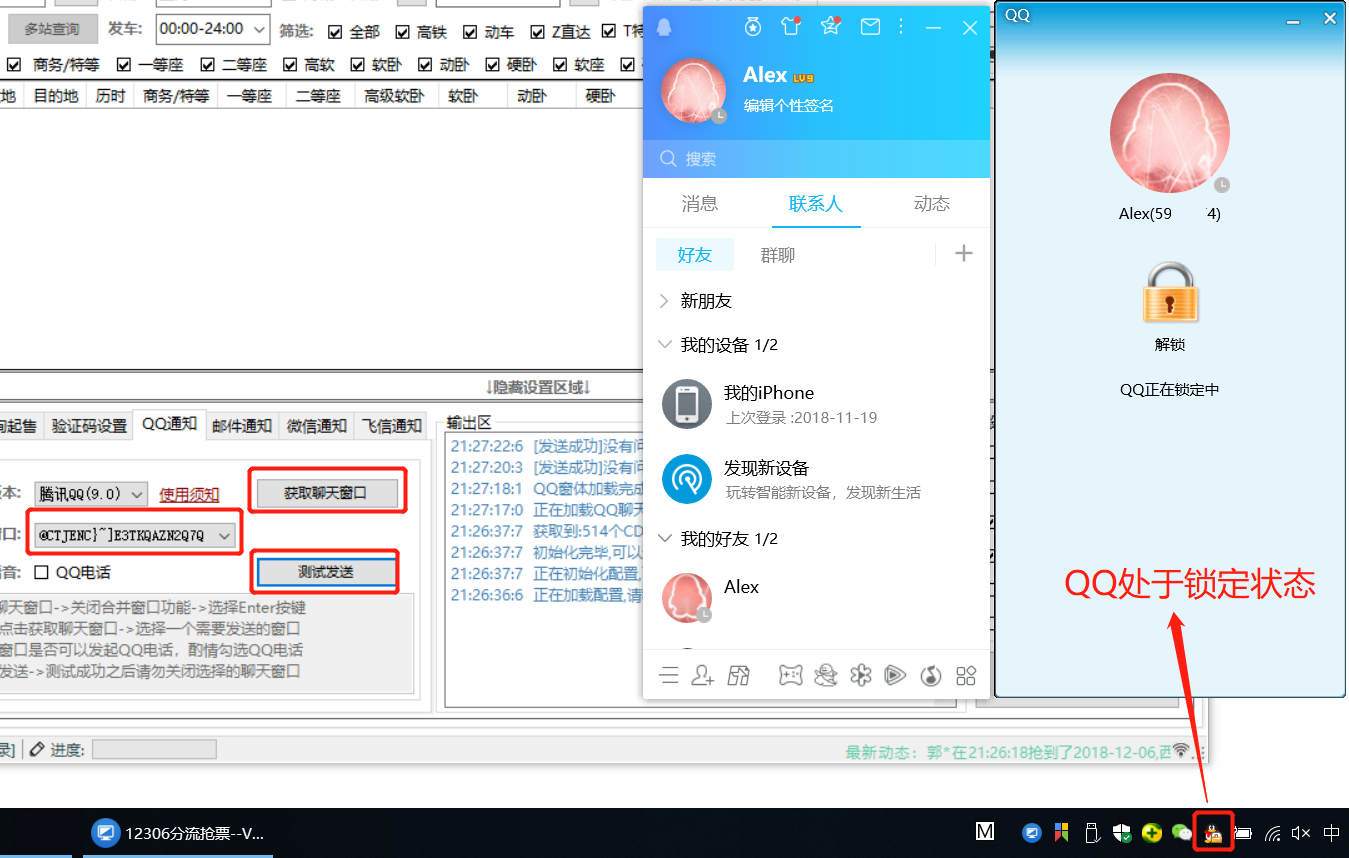 多站查询 发车: 00:00-24:00 筛选: 全部 高铁 动车 Z直达 T特
商务/特等 一等座 二等座 高软 软卧 动卧 硬卧 软座
地 目的地 历时 商务/特等 一等座 二等座 高级软卧 软卧 动卧 硬卧
↓隐藏设置区域↓
起售 验证码设置 QQ通知 邮件通知 微信通知 飞信通知
本: 腾讯QQ(9.0) 使用须知 获取聊天窗口
口: @CTJENC}~]E3TKQAZN2Q7Q
音: QQ电话 测试发送
聊天窗口->关闭合并窗口功能->选择Enter按键
点击获取聊天窗口->选择一个需要发送的窗口
窗口是否可以发起QQ电话，酌情勾选QQ电话
发送->测试成功之后请勿关闭选择的聊天窗口
输出区
21:27:22:6 [发送成功]没有问
21:27:20:3 [发送成功]没有问
21:27:18:1 QQ窗体加载完成
21:27:17:0 正在加载QQ聊天
21:26:37:7 获取到:514个CD
21:26:37:7 初始化完毕,可以
21:26:37:7 正在初始化配置,
21:26:36:6 正在加载配置,请
录] 进度:
最新动态：郭*在21:26:18抢到了2018-12-06,西
Alex LV9
编辑个性签名
搜索
消息 联系人 动态
好友 群聊
新朋友
我的设备 1/2
我的iPhone
上次登录 :2018-11-19
发现新设备
玩转智能新设备，发现新生活
我的好友 1/2
Alex
QQ
Alex(59 4)
解锁
QQ正在锁定中
QQ处于锁定状态
12306分流抢票--V...
M
中